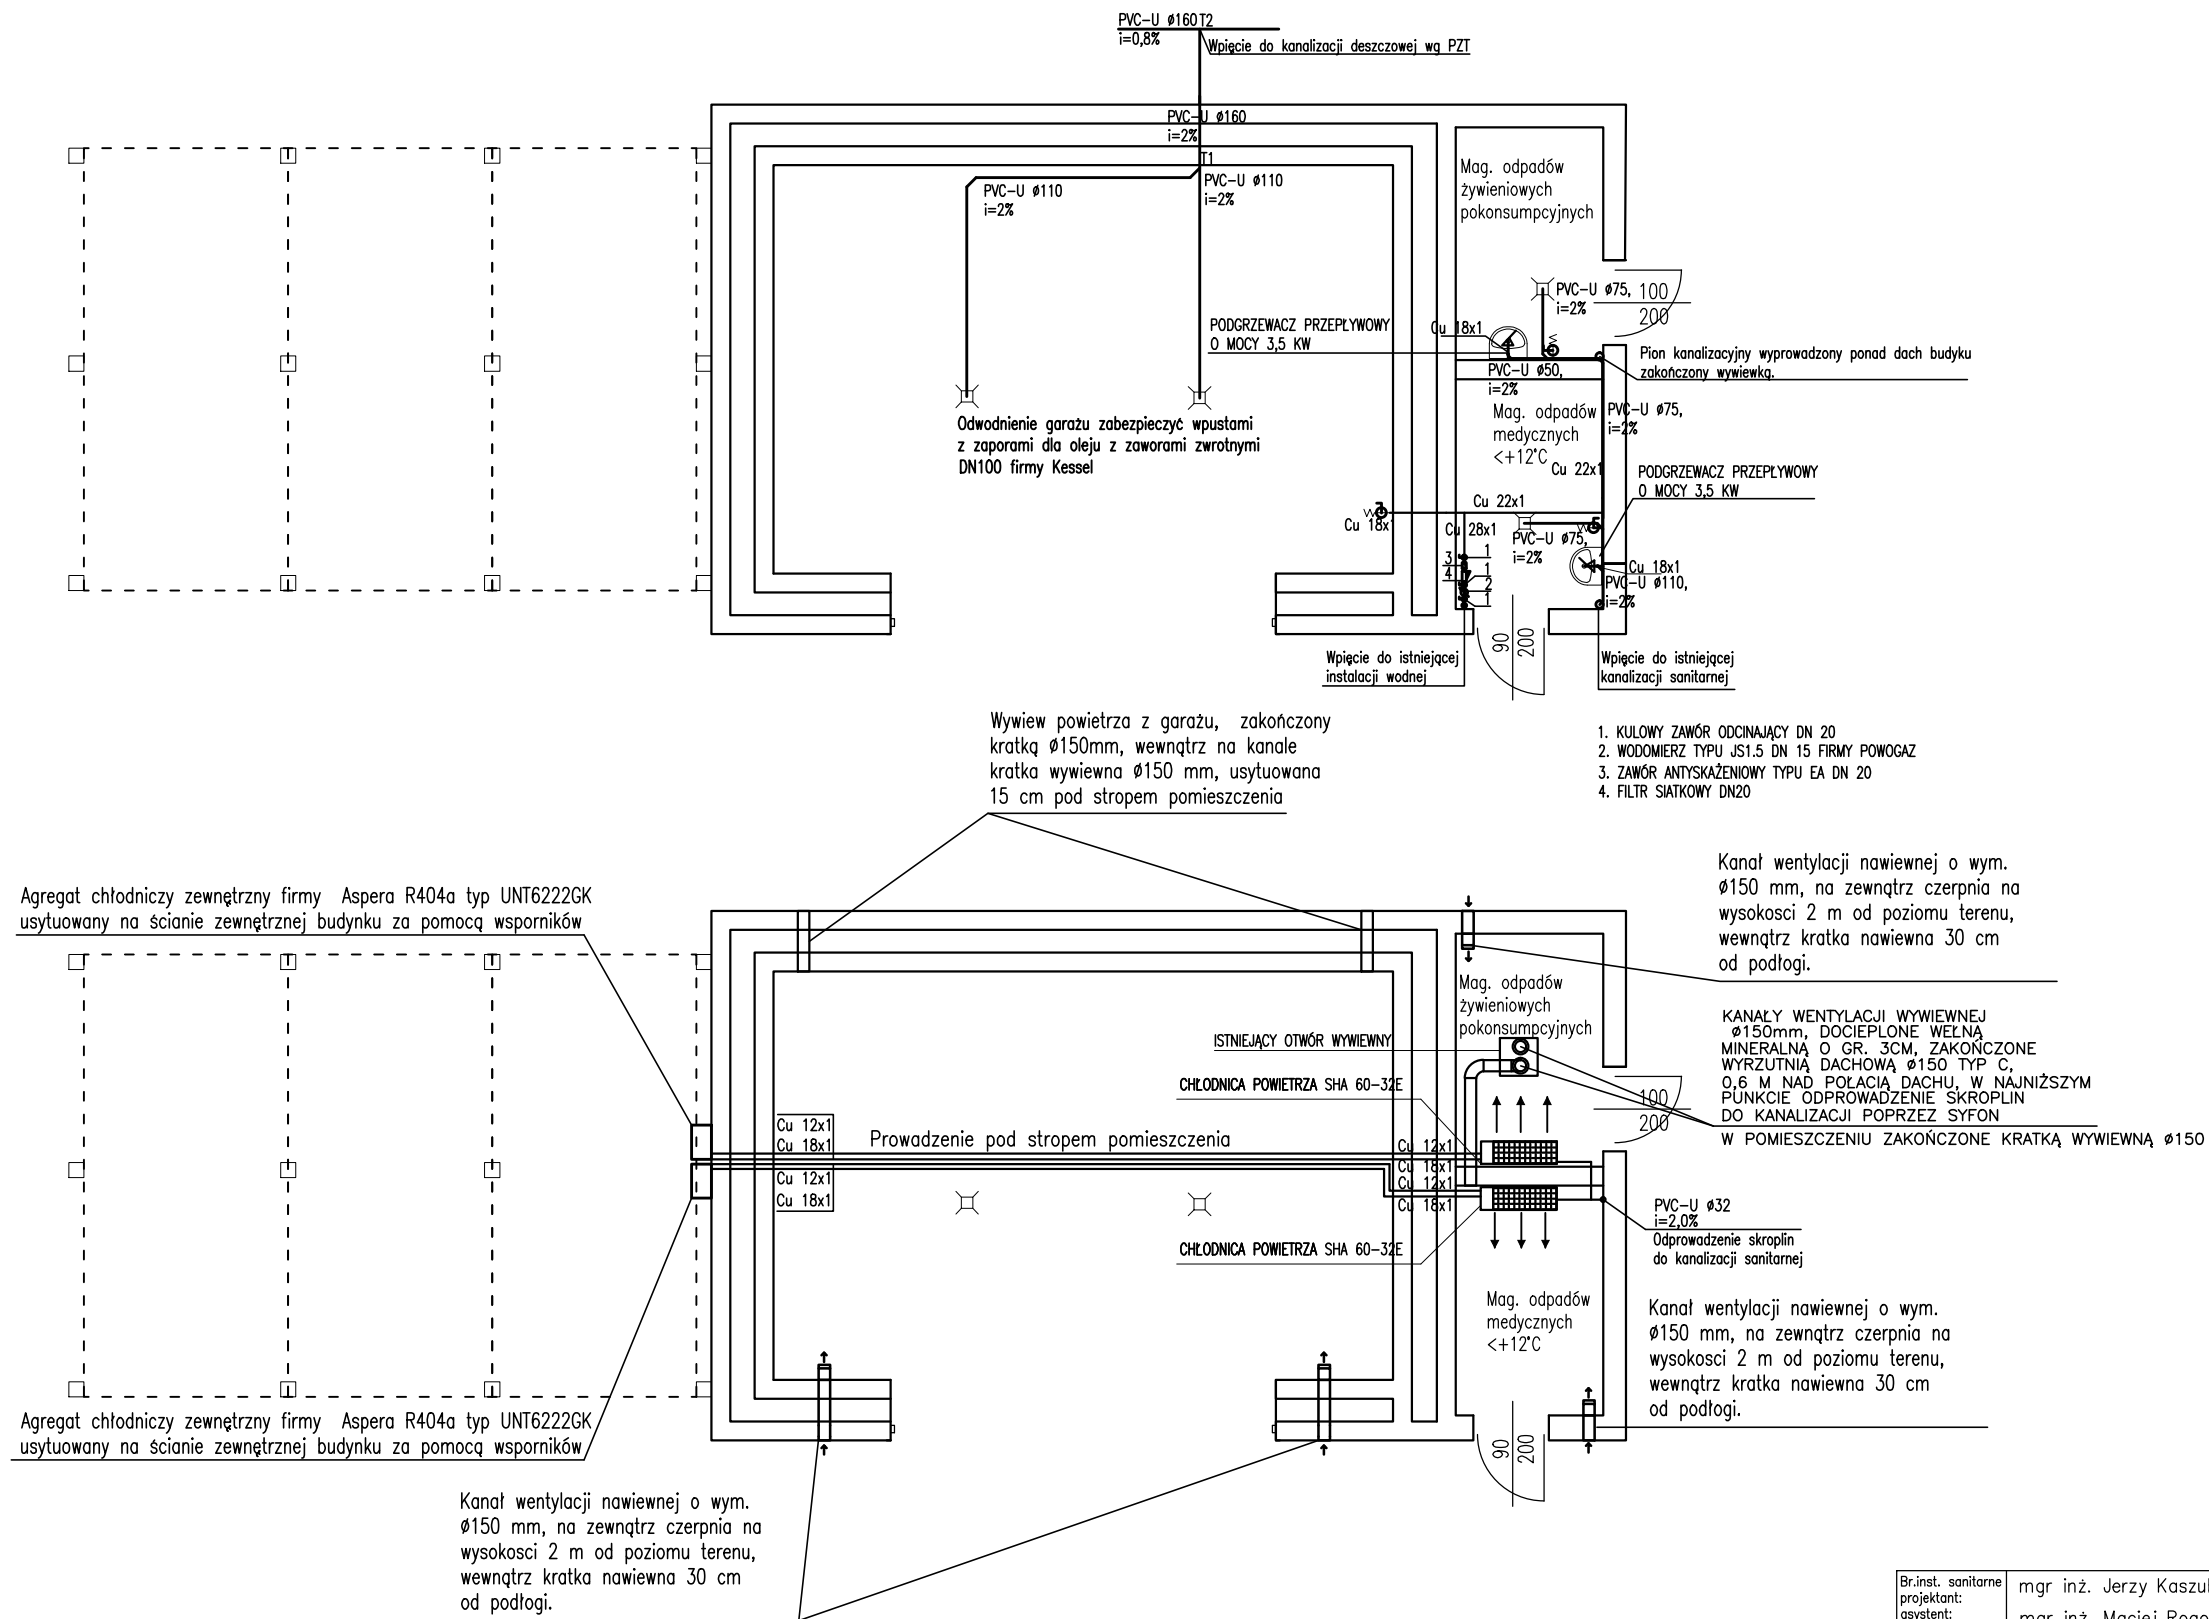 PVC-U ø160 T2
i=0,8%
Wpięcie do kanalizacji deszczowej wg PZT
PVC-U ø160
i=2%
T1
PVC-U ø110
i=2%
PVC-U ø110
i=2%
Mag. odpadów
żywieniowych
pokonsumpcyjnych
PVC-U ø75,
i=2%
100
200
PODGRZEWACZ PRZEPŁYWOWY
O MOCY 3,5 KW
Cu 18x1
Pion kanalizacyjny wyprowadzony ponad dach budyku
zakończony wywiewką.
PVC-U ø50,
i=2%
Odwodnienie garażu zabezpieczyć wpustami
z zaporami dla oleju z zaworami zwrotnymi
DN100 firmy Kessel
Mag. odpadów
medycznych
<+12°C
PVC-U ø75,
i=2%
Cu 22x1
PODGRZEWACZ PRZEPŁYWOWY
O MOCY 3,5 KW
Cu 22x1
Cu 18x1
Cu 28x1
PVC-U ø75,
i=2%
3
4
1
1
2
1
Cu 18x1
PVC-U ø110,
i=2%
90
200
Wpięcie do istniejącej
instalacji wodnej
Wpięcie do istniejącej
kanalizacji sanitarnej
1. KULOWY ZAWÓR ODCINAJĄCY DN 20
2. WODOMIERZ TYPU JS1.5 DN 15 FIRMY POWOGAZ
3. ZAWÓR ANTYSKAŻENIOWY TYPU EA DN 20
4. FILTR SIATKOWY DN20
Wywiew powietrza z garażu, zakończony
kratką ø150mm, wewnątrz na kanale
kratka wywiewna ø150 mm, usytuowana
15 cm pod stropem pomieszczenia
Agregat chłodniczy zewnętrzny firmy Aspera R404a typ UNT6222GK
usytuowany na ścianie zewnętrznej budynku za pomocą wsporników
Kanał wentylacji nawiewnej o wym.
ø150 mm, na zewnątrz czerpnia na
wysokosci 2 m od poziomu terenu,
wewnątrz kratka nawiewna 30 cm
od podłogi.
Mag. odpadów
żywieniowych
pokonsumpcyjnych
ISTNIEJĄCY OTWÓR WYWIEWNY
CHŁODNICA POWIETRZA SHA 60-32E
KANAŁY WENTYLACJI WYWIEWNEJ
ø150mm, DOCIEPLONE WEŁNĄ
MINERALNĄ O GR. 3CM, ZAKOŃCZONE
WYRZUTNIĄ DACHOWĄ ø150 TYP C,
0,6 M NAD POŁACIĄ DACHU, W NAJNIŻSZYM
PUNKCIE ODPROWADZENIE SKROPLIN
DO KANALIZACJI POPRZEZ SYFON
W POMIESZCZENIU ZAKOŃCZONE KRATKĄ WYWIEWNĄ ø150
100
200
Cu 12x1
Cu 18x1
Prowadzenie pod stropem pomieszczenia
Cu 12x1
Cu 18x1
Cu 12x1
Cu 18x1
Cu 12x1
Cu 18x1
PVC-U ø32
i=2,0%
Odprowadzenie skroplin
do kanalizacji sanitarnej
CHŁODNICA POWIETRZA SHA 60-32E
Mag. odpadów
medycznych
<+12°C
Kanał wentylacji nawiewnej o wym.
ø150 mm, na zewnątrz czerpnia na
wysokosci 2 m od poziomu terenu,
wewnątrz kratka nawiewna 30 cm
od podłogi.
Agregat chłodniczy zewnętrzny firmy Aspera R404a typ UNT6222GK
usytuowany na ścianie zewnętrznej budynku za pomocą wsporników
90
200
Kanał wentylacji nawiewnej o wym.
ø150 mm, na zewnątrz czerpnia na
wysokosci 2 m od poziomu terenu,
wewnątrz kratka nawiewna 30 cm
od podłogi.
Br.inst. sanitarne
projektant:
asystent:
mgr inż. Jerzy
mgr inż. Maciej